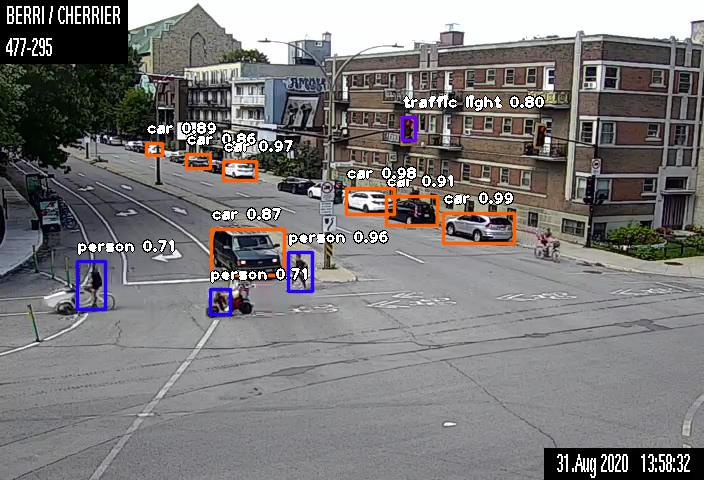 BERRI / CHERRIER
477-295
traffic light 0.80
car 0.89
car 0.86
car 0.97
car 0.98
car 0.91
car 0.99
car 0.87
person 0.96
person 0.71
person 0.71
31.Aug 2020 13:58:32